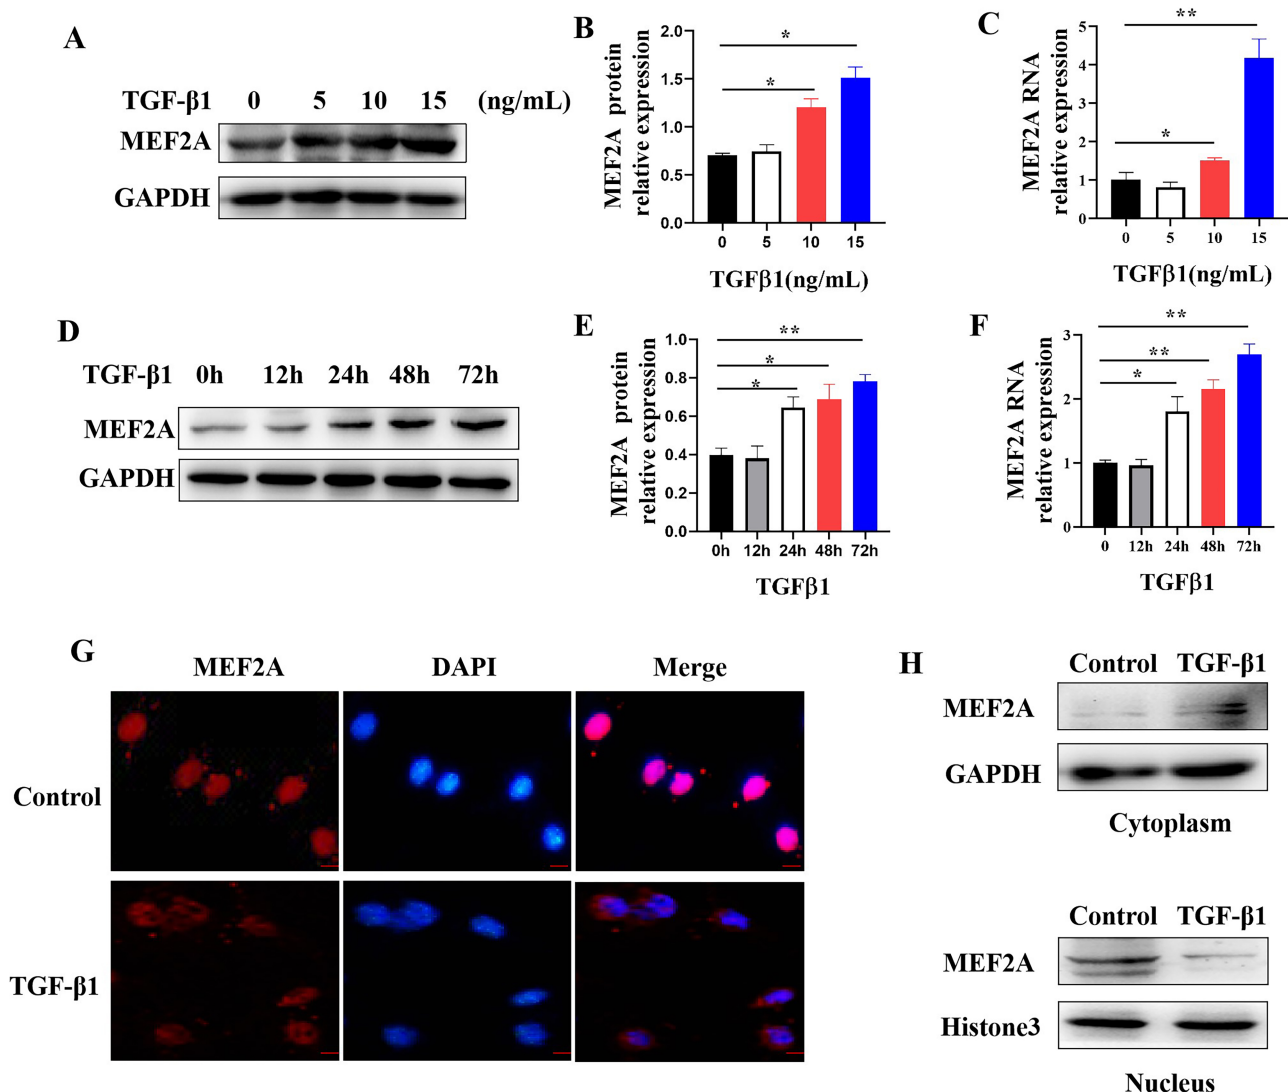 A
TGF-β1 0 5 10 15 (ng/mL)
MEF2A
GAPDH
B
MEF2A protein
relative expression
2.0
1.5
1.0
0.5
0.0
*
*
0 5 10 15
TGFβ1(ng/mL)
C
MEF2A RNA
relative expression
5
4
2
1
0
**
*
0 5 10 15
TGFβ1(ng/mL)
D
TGF-β1 0h 12h 24h 48h 72h
MEF2A
GAPDH
E
MEF2A protein
relative expression
1.0
0.8
0.6
0.4
0.2
0.0
**
*
*
0h 12h 24h 48h 72h
TGFβ1
F
MEF2A RNA
relative expression
3
2
1
0
**
**
*
0 12h 24h 48h 72h
TGFβ1
G
MEF2A DAPI Merge
Control
TGF-β1
H
Control TGF-β1
MEF2A
GAPDH
Cytoplasm
Control TGF-β1
MEF2A
Histone3
Nucleus